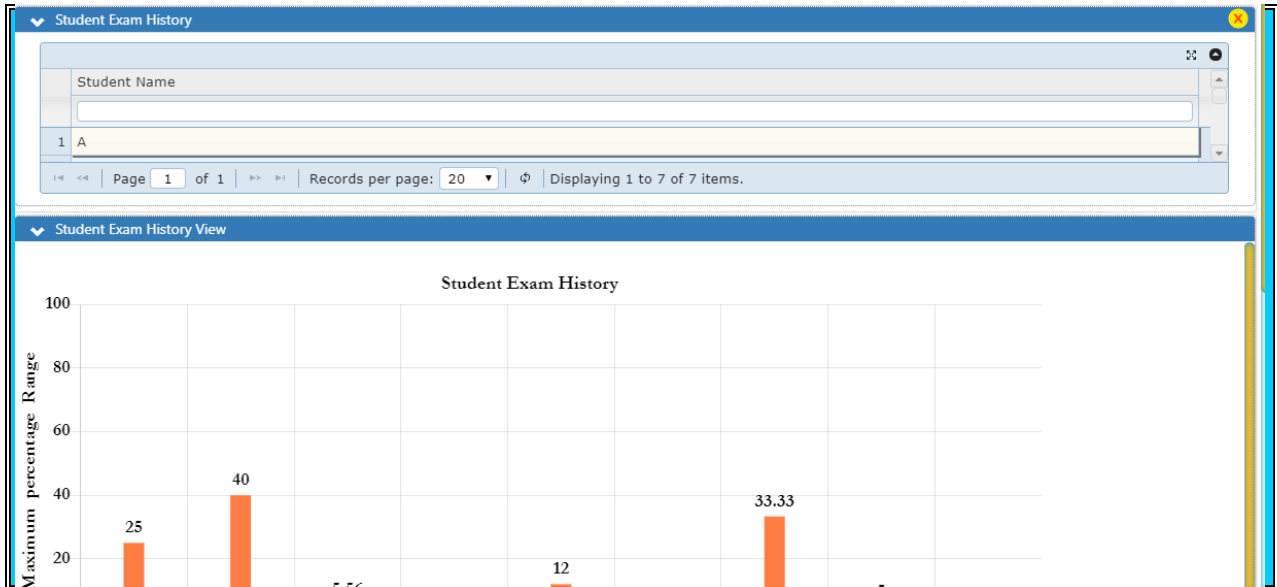 Student Exam History
Student Name
1 A
Page 1 of 1 Records per page: 20 Displaying 1 to 7 of 7 items.
Student Exam History View
Student Exam History
Maximum percentage Range
100
80
60
40
20
25
40
5.56
12
33.33